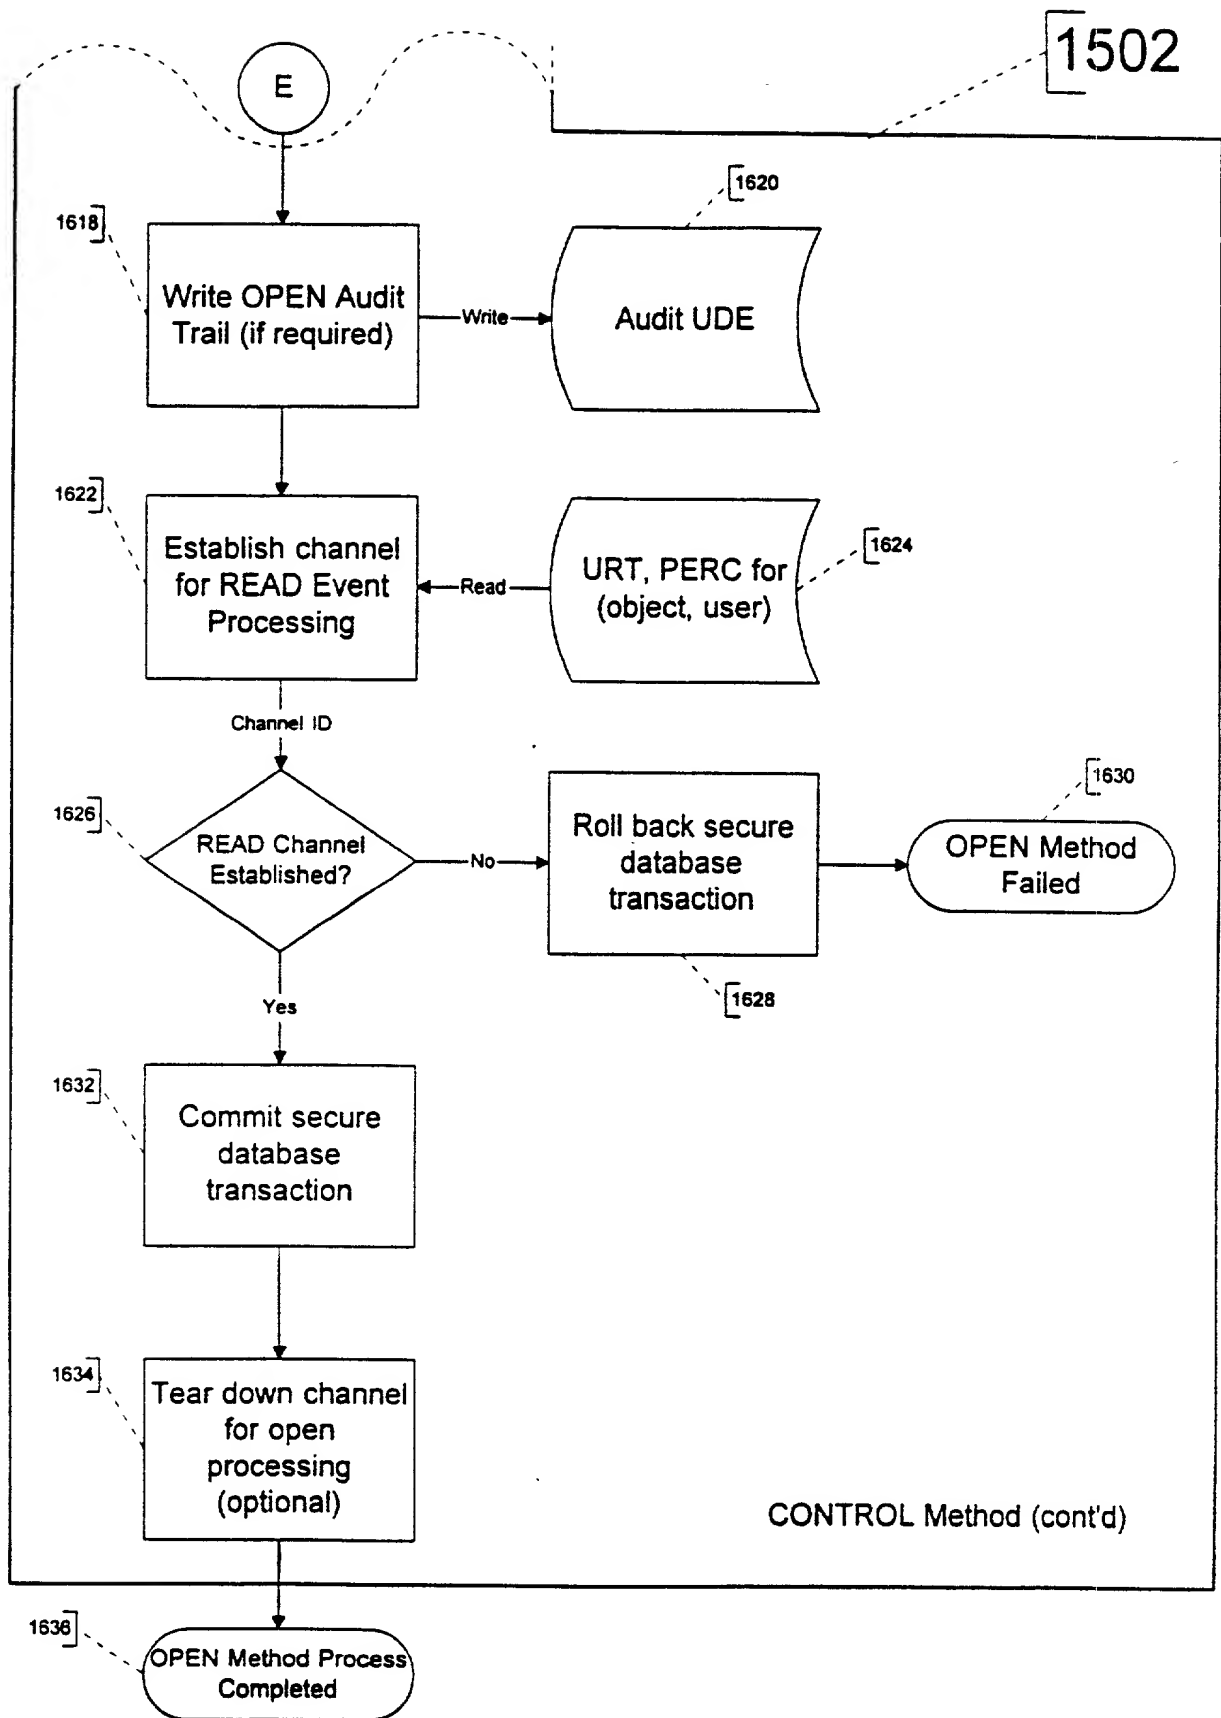 1502
E
1618
Write OPEN Audit
Trail (if required)
Write
1620
Audit UDE
1622
Establish channel
for READ Event
Processing
Read
1624
URT, PERC for
(object, user)
Channel ID
1626
READ Channel
Established?
No
Roll back secure
database
transaction
1628
1630
OPEN Method
Failed
Yes
1632
Commit secure
database
transaction
1634
Tear down channel
for open
processing
(optional)
CONTROL Method (cont'd)
1636
OPEN Method Process
Completed